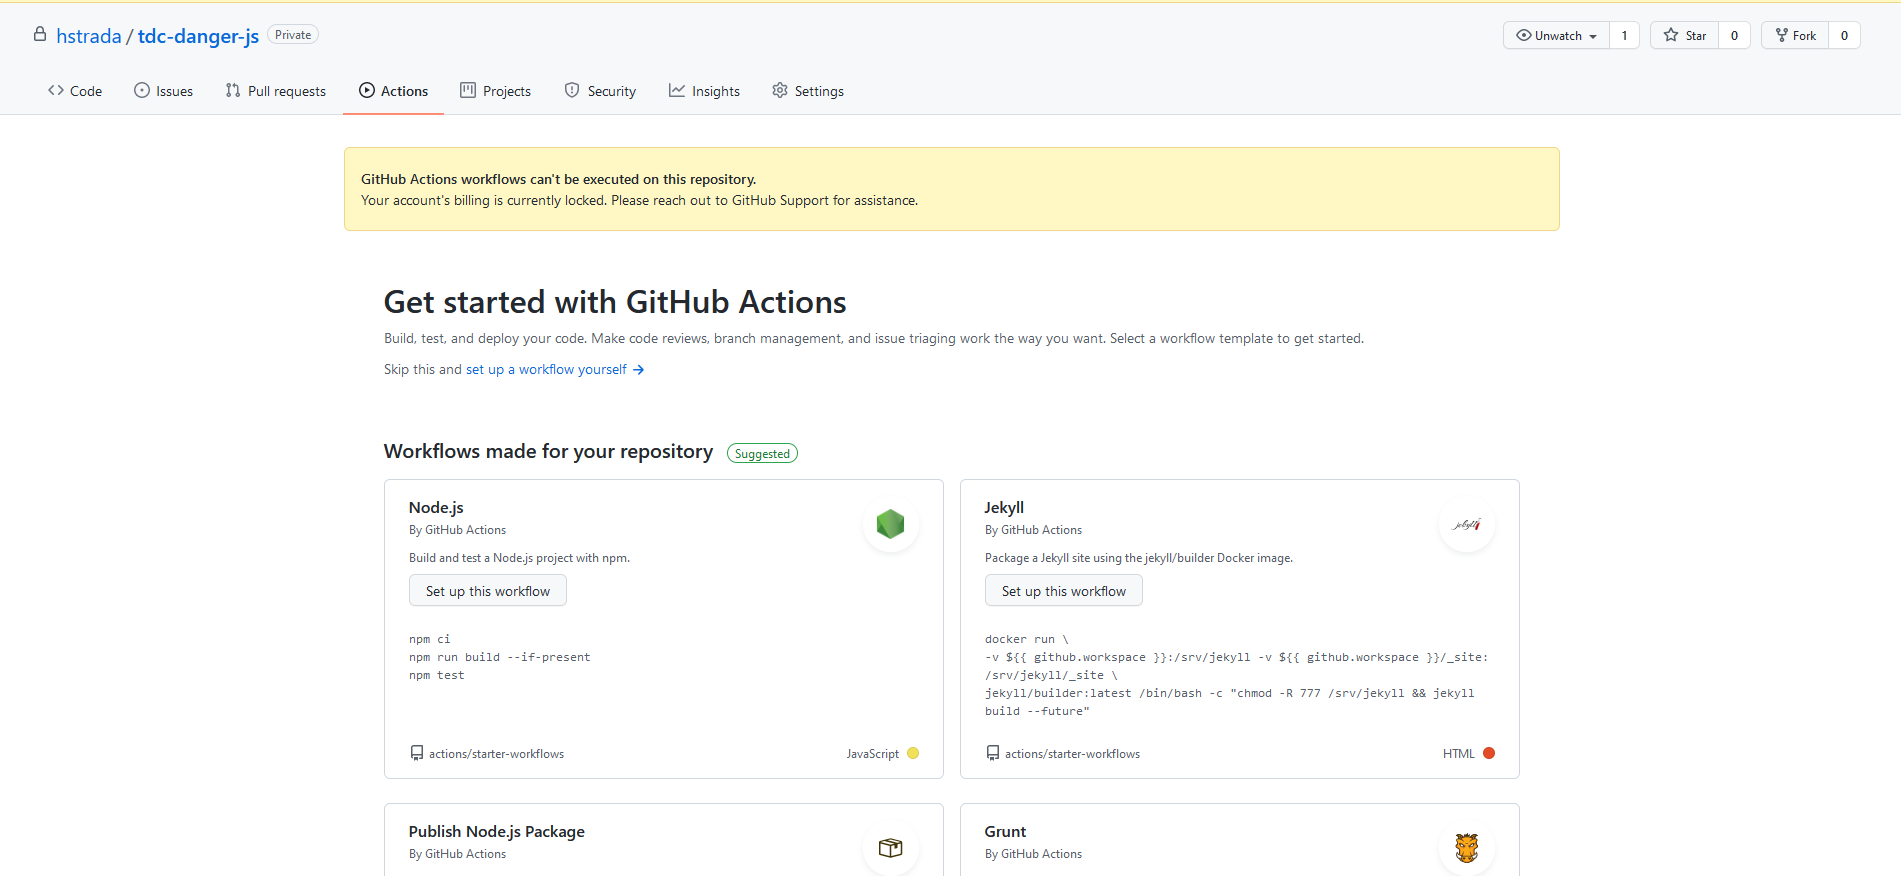 hstrada / tdc-danger-js Private
Unwatch 1 Star 0 Fork 0
Code Issues Pull requests Actions Projects Security Insights Settings
GitHub Actions workflows can't be executed on this repository.
Your account's billing is currently locked. Please reach out to GitHub Support for assistance.
Get started with GitHub Actions
Build, test, and deploy your code. Make code reviews, branch management, and issue triaging work the way you want. Select a workflow template to get started.
Skip this and set up a workflow yourself →
Workflows made for your repository Suggested
Node.js
By GitHub Actions
Build and test a Node.js project with npm.
Set up this workflow
npm ci
npm run build --if-present
npm test
actions/starter-workflows JavaScript
Jekyll
jekyll
By GitHub Actions
Package a Jekyll site using the jekyll/builder Docker image.
Set up this workflow
docker run \
-v ${{ github.workspace }}:/srv/jekyll -v ${{ github.workspace }}/_site:
/srv/jekyll/_site \
jekyll/builder:latest /bin/bash -c "chmod -R 777 /srv/jekyll && jekyll
build --future"
actions/starter-workflows HTML
Publish Node.js Package
By GitHub Actions
Grunt
By GitHub Actions